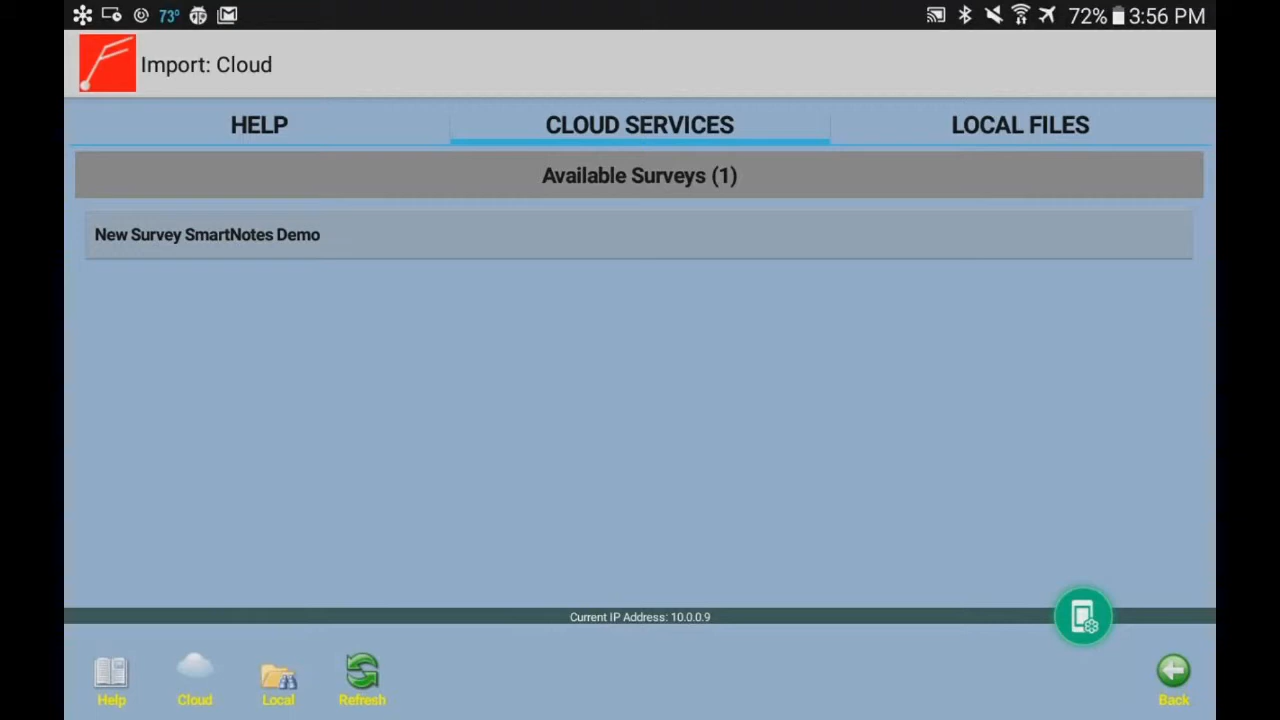 73° 72% 3:56 PM
Import: Cloud
HELP CLOUD SERVICES LOCAL FILES
Available Surveys (1)
New Survey SmartNotes Demo
Current IP Address: 10.0.0.9
Help Cloud Local Refresh Back